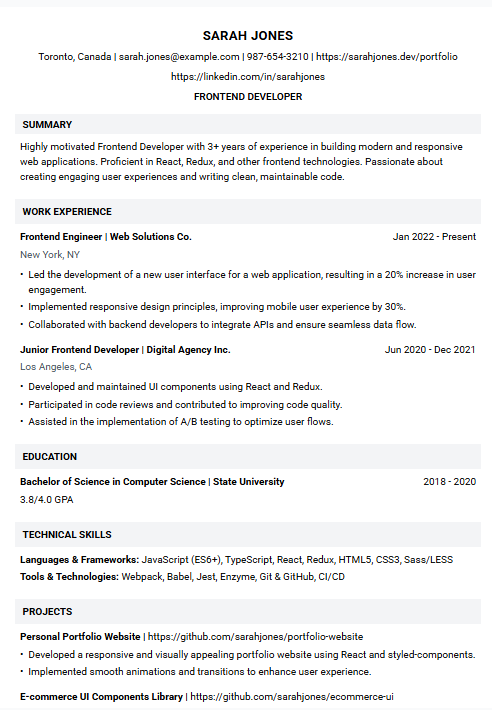 SARAH JONES
Toronto, Canada | sarah.jones@example.com | 987-654-3210 | https://sarahjones.dev/portfolio
https://linkedin.com/in/sarahjones
FRONTEND DEVELOPER
SUMMARY
Highly motivated Frontend Developer with 3+ years of experience in building modern and responsive
web applications. Proficient in React, Redux, and other frontend technologies. Passionate about
creating engaging user experiences and writing clean, maintainable code.
WORK EXPERIENCE
Frontend Engineer | Web Solutions Co. Jan 2022 - Present
New York, NY
• Led the development of a new user interface for a web application, resulting in a 20% increase in user
engagement.
• Implemented responsive design principles, improving mobile user experience by 30%.
• Collaborated with backend developers to integrate APIs and ensure seamless data flow.
Junior Frontend Developer | Digital Agency Inc. Jun 2020 - Dec 2021
Los Angeles, CA
• Developed and maintained UI components using React and Redux.
• Participated in code reviews and contributed to improving code quality.
• Assisted in the implementation of A/B testing to optimize user flows.
EDUCATION
Bachelor of Science in Computer Science | State University 2018 - 2020
3.8/4.0 GPA
TECHNICAL SKILLS
Languages & Frameworks: JavaScript (ES6+), TypeScript, React, Redux, HTML5, CSS3, Sass/LESS
Tools & Technologies: Webpack, Babel, Jest, Enzyme, Git & GitHub, CI/CD
PROJECTS
Personal Portfolio Website | https://github.com/sarahjones/portfolio-website
• Developed a responsive and visually appealing portfolio website using React and styled-components.
• Implemented smooth animations and transitions to enhance user experience.
E-commerce UI Components Library | https://github.com/sarahjones/ecommerce-ui